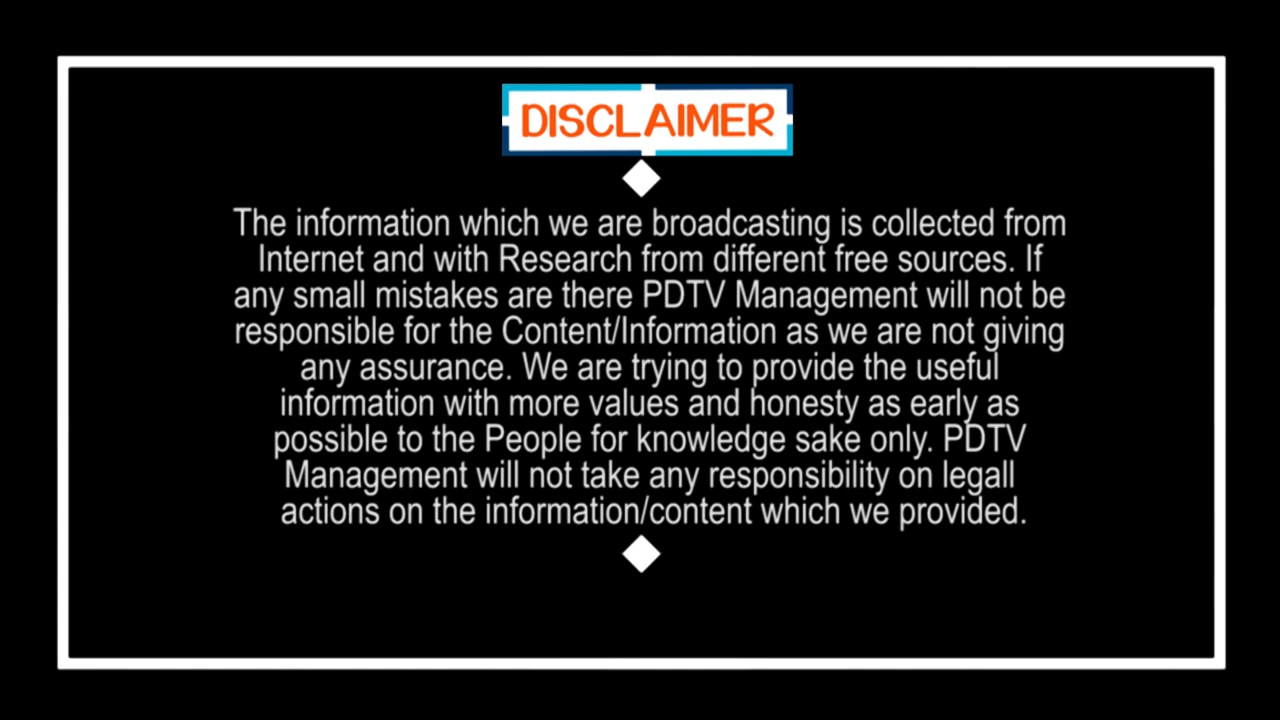 DISCLAIMER
The information which we are broadcasting is collected from
Internet and with Research from different free sources. If
any small mistakes are there PDTV Management will not be
responsible for the Content/Information as we are not giving
any assurance. We are trying to provide the useful
information with more values and honesty as early as
possible to the People for knowledge sake only. PDTV
Management will not take any responsibility on legall
actions on the information/content which we provided.